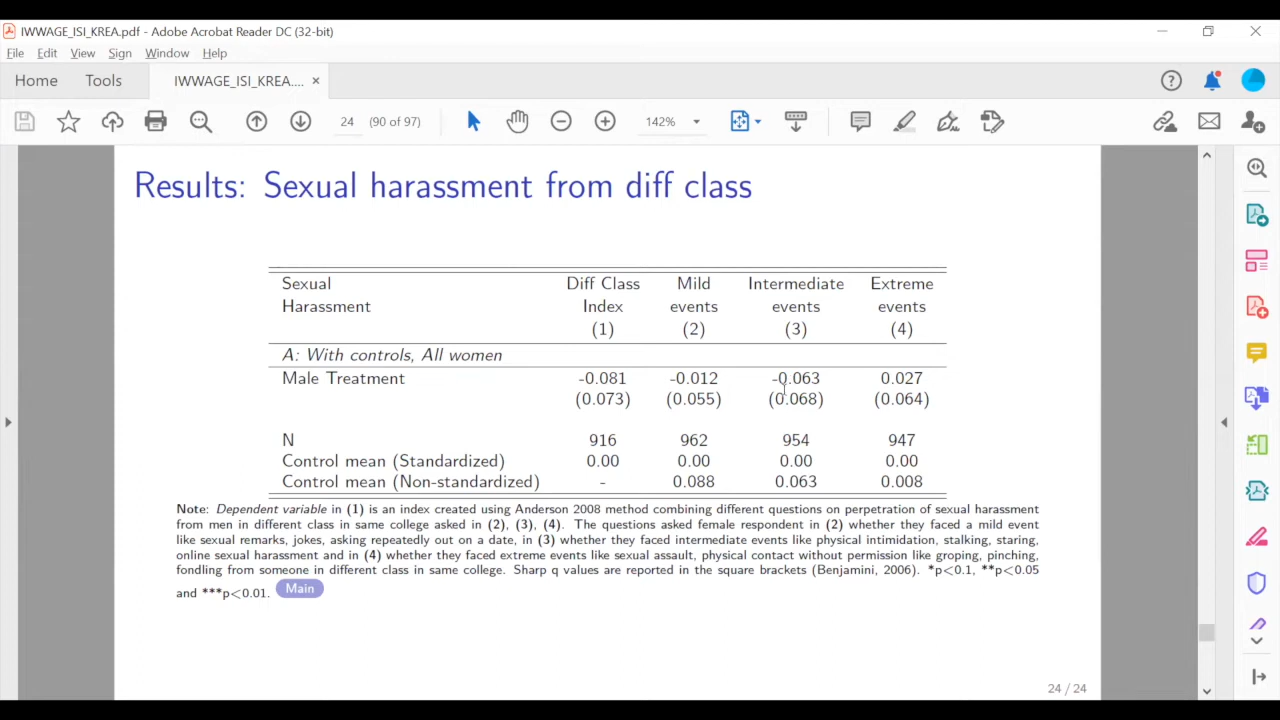 IWWAGE_ISI_KREA.pdf - Adobe Acrobat Reader DC (32-bit)
File Edit View Sign Window Help
Home Tools IWWAGE_ISI_KREA.... ×
24 (90 of 97) 142%
Results: Sexual harassment from diff class
Sexual Diff Class Mild Intermediate Extreme
Harassment Index events events events
(1) (2) (3) (4)
A: With controls, All women
Male Treatment -0.081 -0.012 -0.063 0.027
(0.073) (0.055) (0.068) (0.064)
N 916 962 954 947
Control mean (Standardized) 0.00 0.00 0.00 0.00
Control mean (Non-standardized) - 0.088 0.063 0.008
Note: Dependent variable in (1) is an index created using Anderson 2008 method combining different questions on perpetration of sexual harassment
from men in different class in same college asked in (2), (3), (4). The questions asked female respondent in (2) whether they faced a mild event
like sexual remarks, jokes, asking repeatedly out on a date, in (3) whether they faced intermediate events like physical intimidation, stalking, staring,
online sexual harassment and in (4) whether they faced extreme events like sexual assault, physical contact without permission like groping, pinching,
fondling from someone in different class in same college. Sharp q values are reported in the square brackets (Benjamini, 2006). *p<0.1, **p<0.05
and ***p<0.01. Main
24 / 24